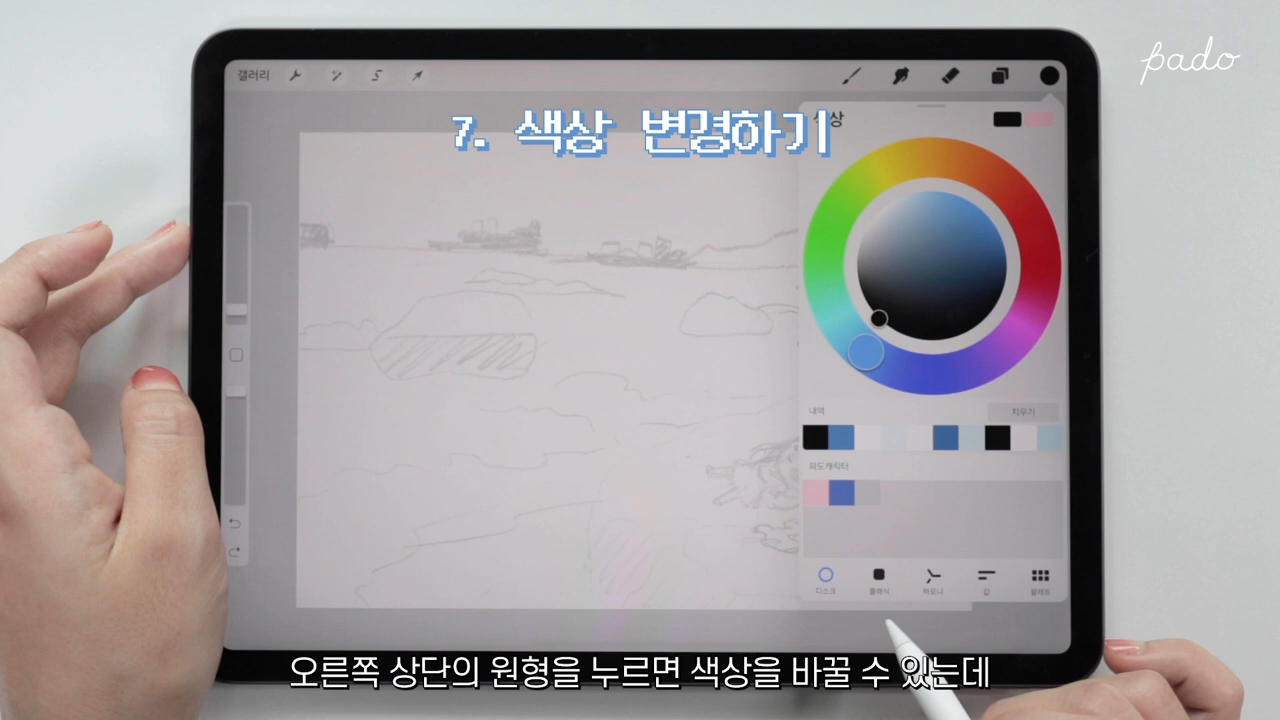 pado
갤러리
7. 색상 변경하기
색상
내역
지우기
파도캐릭터
디스크
클래식
하모니
값
팔레트
오른쪽 상단의 원형을 누르면 색상을 바꿀 수 있는데